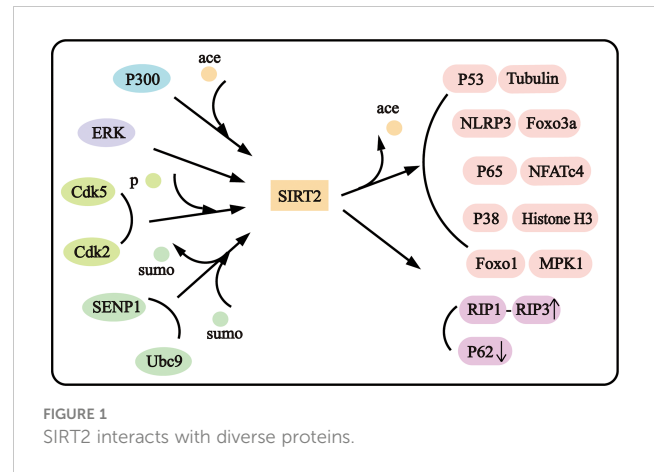 P300
ace
ERK
p
Cdk5
Cdk2
sumo
SENP1
sumo
Ubc9
SIRT2
ace
P53 Tubulin
NLRP3 Foxo3a
P65 NFATc4
P38 Histone H3
Foxo1 MPK1
RIP1 - RIP3↑
P62↓
FIGURE 1
SIRT2 interacts with diverse proteins.